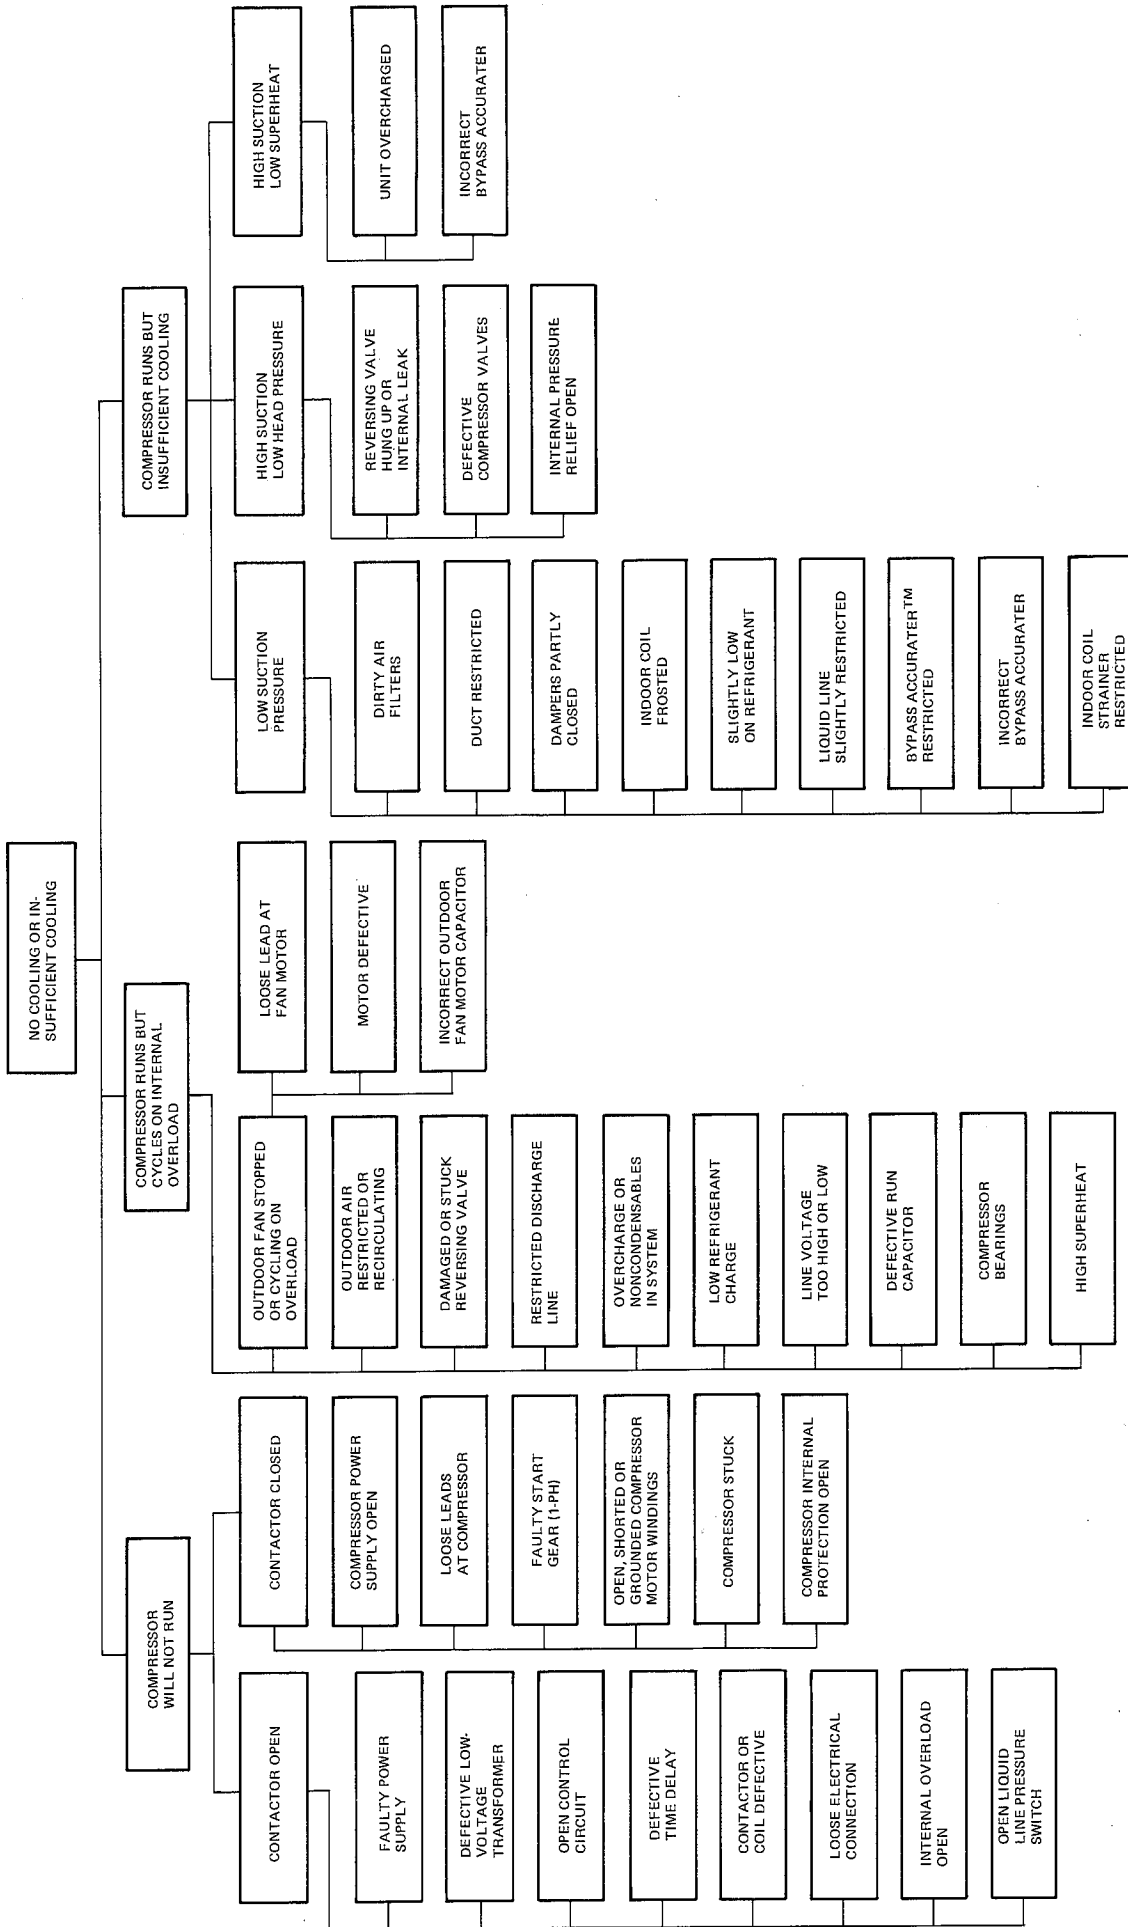 NO COOLING OR IN-
SUFFICIENT COOLING
COMPRESSOR
WILL NOT RUN
CONTACTOR OPEN
FAULTY POWER
SUPPLY
DEFECTIVE LOW-
VOLTAGE
TRANSFORMER
OPEN CONTROL
CIRCUIT
DEFECTIVE
TIME DELAY
CONTACTOR OR
COIL DEFECTIVE
LOOSE ELECTRICAL
CONNECTION
INTERNAL OVERLOAD
OPEN
OPEN LIQUID
LINE PRESSURE
SWITCH
CONTACTOR CLOSED
COMPRESSOR POWER
SUPPLY OPEN
LOOSE LEADS
AT COMPRESSOR
FAULTY START
GEAR (1-PH)
OPEN, SHORTED OR
GROUNDED COMPRESSOR
MOTOR WINDINGS
COMPRESSOR STUCK
COMPRESSOR INTERNAL
PROTECTION OPEN
COMPRESSOR RUNS BUT
CYCLES ON INTERNAL
OVERLOAD
OUTDOOR FAN STOPPED
OR CYCLING ON
OVERLOAD
OUTDOOR AIR
RESTRICTED OR
RECIRCULATING
DAMAGED OR STUCK
REVERSING VALVE
RESTRICTED DISCHARGE
LINE
OVERCHARGE OR
NONCONDENSABLES
IN SYSTEM
LOW REFRIGERANT
CHARGE
LINE VOLTAGE
TOO HIGH OR LOW
DEFECTIVE RUN
CAPACITOR
COMPRESSOR
BEARINGS
HIGH SUPERHEAT
LOOSE LEAD AT
FAN MOTOR
MOTOR DEFECTIVE
INCORRECT OUTDOOR
FAN MOTOR CAPACITOR
COMPRESSOR RUNS BUT
INSUFFICIENT COOLING
LOW SUCTION
PRESSURE
DIRTY AIR
FILTERS
DUCT RESTRICTED
DAMPERS PARTLY
CLOSED
INDOOR COIL
FROSTED
SLIGHTLY LOW
ON REFRIGERANT
LIQUID LINE
SLIGHTLY RESTRICTED
BYPASS ACCURATER™
RESTRICTED
INCORRECT
BYPASS ACCURATER
INDOOR COIL
STRAINER
RESTRICTED
HIGH SUCTION
LOW HEAD PRESSURE
REVERSING VALVE
HUNG UP OR
INTERNAL LEAK
DEFECTIVE
COMPRESSOR VALVES
INTERNAL PRESSURE
RELIEF OPEN
HIGH SUCTION
LOW SUPERHEAT
UNIT OVERCHARGED
INCORRECT
BYPASS ACCURATER